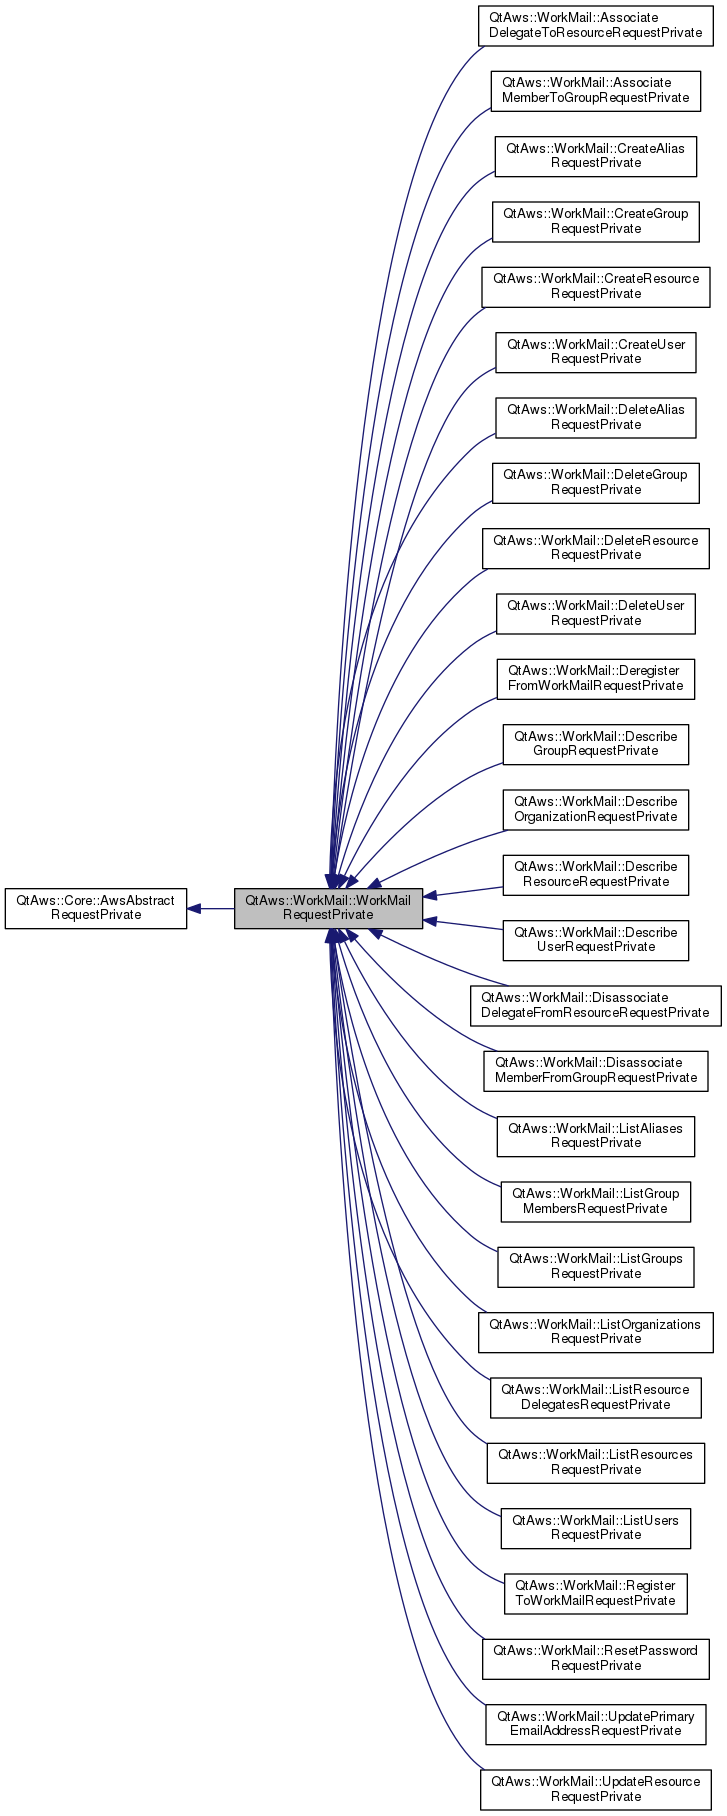 QtAws::WorkMail::Associate
DelegateToResourceRequestPrivate
QtAws::WorkMail::Associate
MemberToGroupRequestPrivate
QtAws::WorkMail::CreateAlias
RequestPrivate
QtAws::WorkMail::CreateGroup
RequestPrivate
QtAws::WorkMail::CreateResource
RequestPrivate
QtAws::WorkMail::CreateUser
RequestPrivate
QtAws::WorkMail::DeleteAlias
RequestPrivate
QtAws::WorkMail::DeleteGroup
RequestPrivate
QtAws::WorkMail::DeleteResource
RequestPrivate
QtAws::WorkMail::DeleteUser
RequestPrivate
QtAws::WorkMail::Deregister
FromWorkMailRequestPrivate
QtAws::WorkMail::Describe
GroupRequestPrivate
QtAws::WorkMail::Describe
OrganizationRequestPrivate
QtAws::WorkMail::Describe
ResourceRequestPrivate
QtAws::Core::AwsAbstract
RequestPrivate
QtAws::WorkMail::WorkMail
RequestPrivate
QtAws::WorkMail::Describe
UserRequestPrivate
QtAws::WorkMail::Disassociate
DelegateFromResourceRequestPrivate
QtAws::WorkMail::Disassociate
MemberFromGroupRequestPrivate
QtAws::WorkMail::ListAliases
RequestPrivate
QtAws::WorkMail::ListGroup
MembersRequestPrivate
QtAws::WorkMail::ListGroups
RequestPrivate
QtAws::WorkMail::ListOrganizations
RequestPrivate
QtAws::WorkMail::ListResource
DelegatesRequestPrivate
QtAws::WorkMail::ListResources
RequestPrivate
QtAws::WorkMail::ListUsers
RequestPrivate
QtAws::WorkMail::Register
ToWorkMailRequestPrivate
QtAws::WorkMail::ResetPassword
RequestPrivate
QtAws::WorkMail::UpdatePrimary
EmailAddressRequestPrivate
QtAws::WorkMail::UpdateResource
RequestPrivate